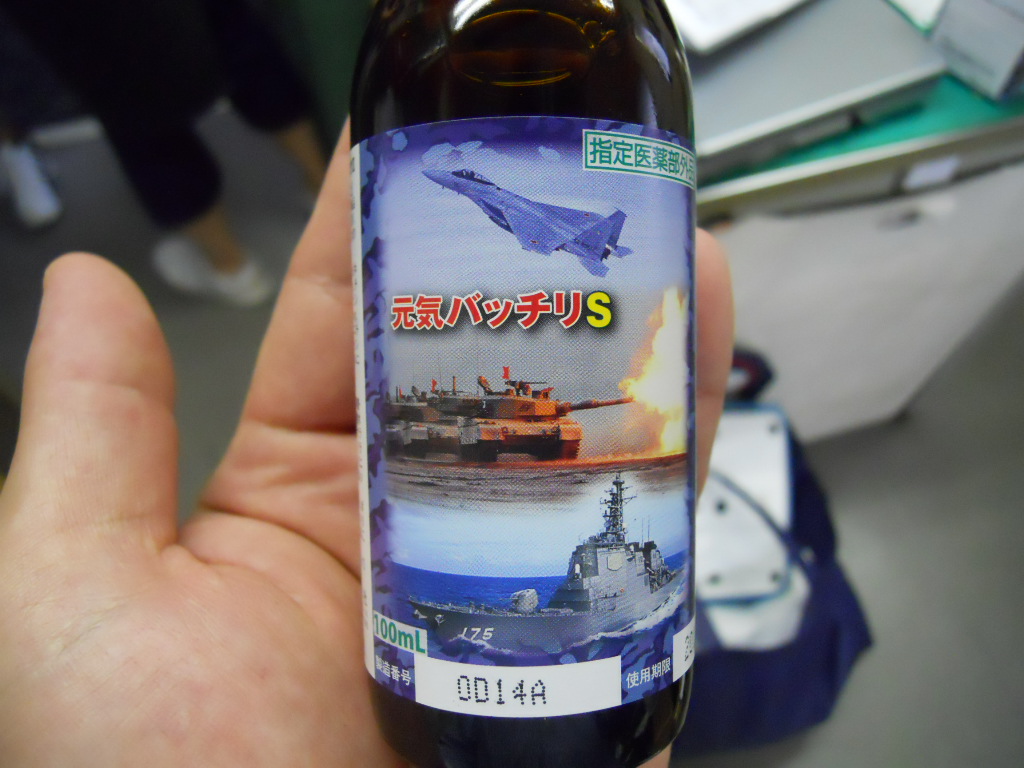 指定医薬部外品
元気バッチリS
175
100mL
製造番号
0D14A
使用期限